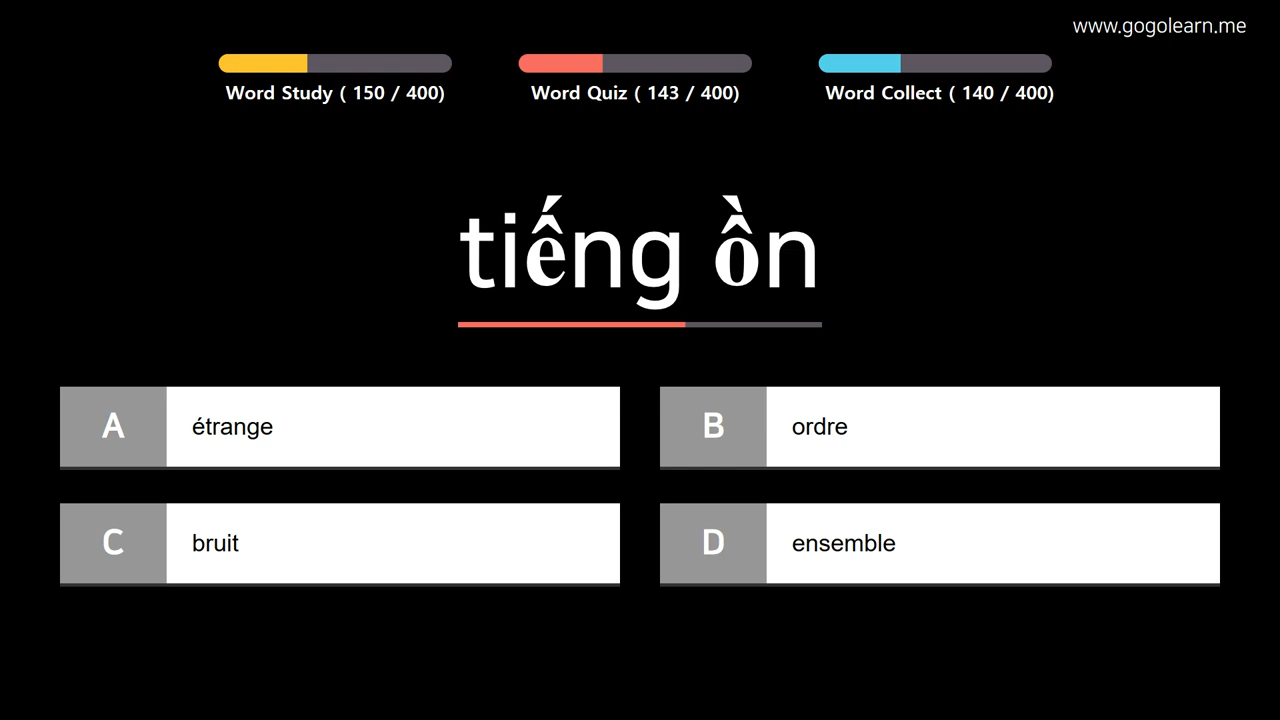 www.gogolearn.me
Word Study ( 150 / 400)
Word Quiz ( 143 / 400)
Word Collect ( 140 / 400)
tiếng ồn
A étrange
B ordre
C bruit
D ensemble